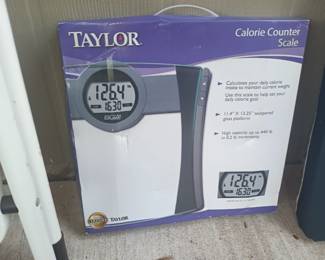 TAYLOR
Calorie Counter
Scale
126.4
1630
• Calculates your daily calorie
intake to maintain current weight
Use this scale to help set your
daily calorie goal
• 11.4" X 13.25" tempered
glass platform
• High capacity up to 440 lb
in 0.2 lb increments
126.4
1630
TAYLOR